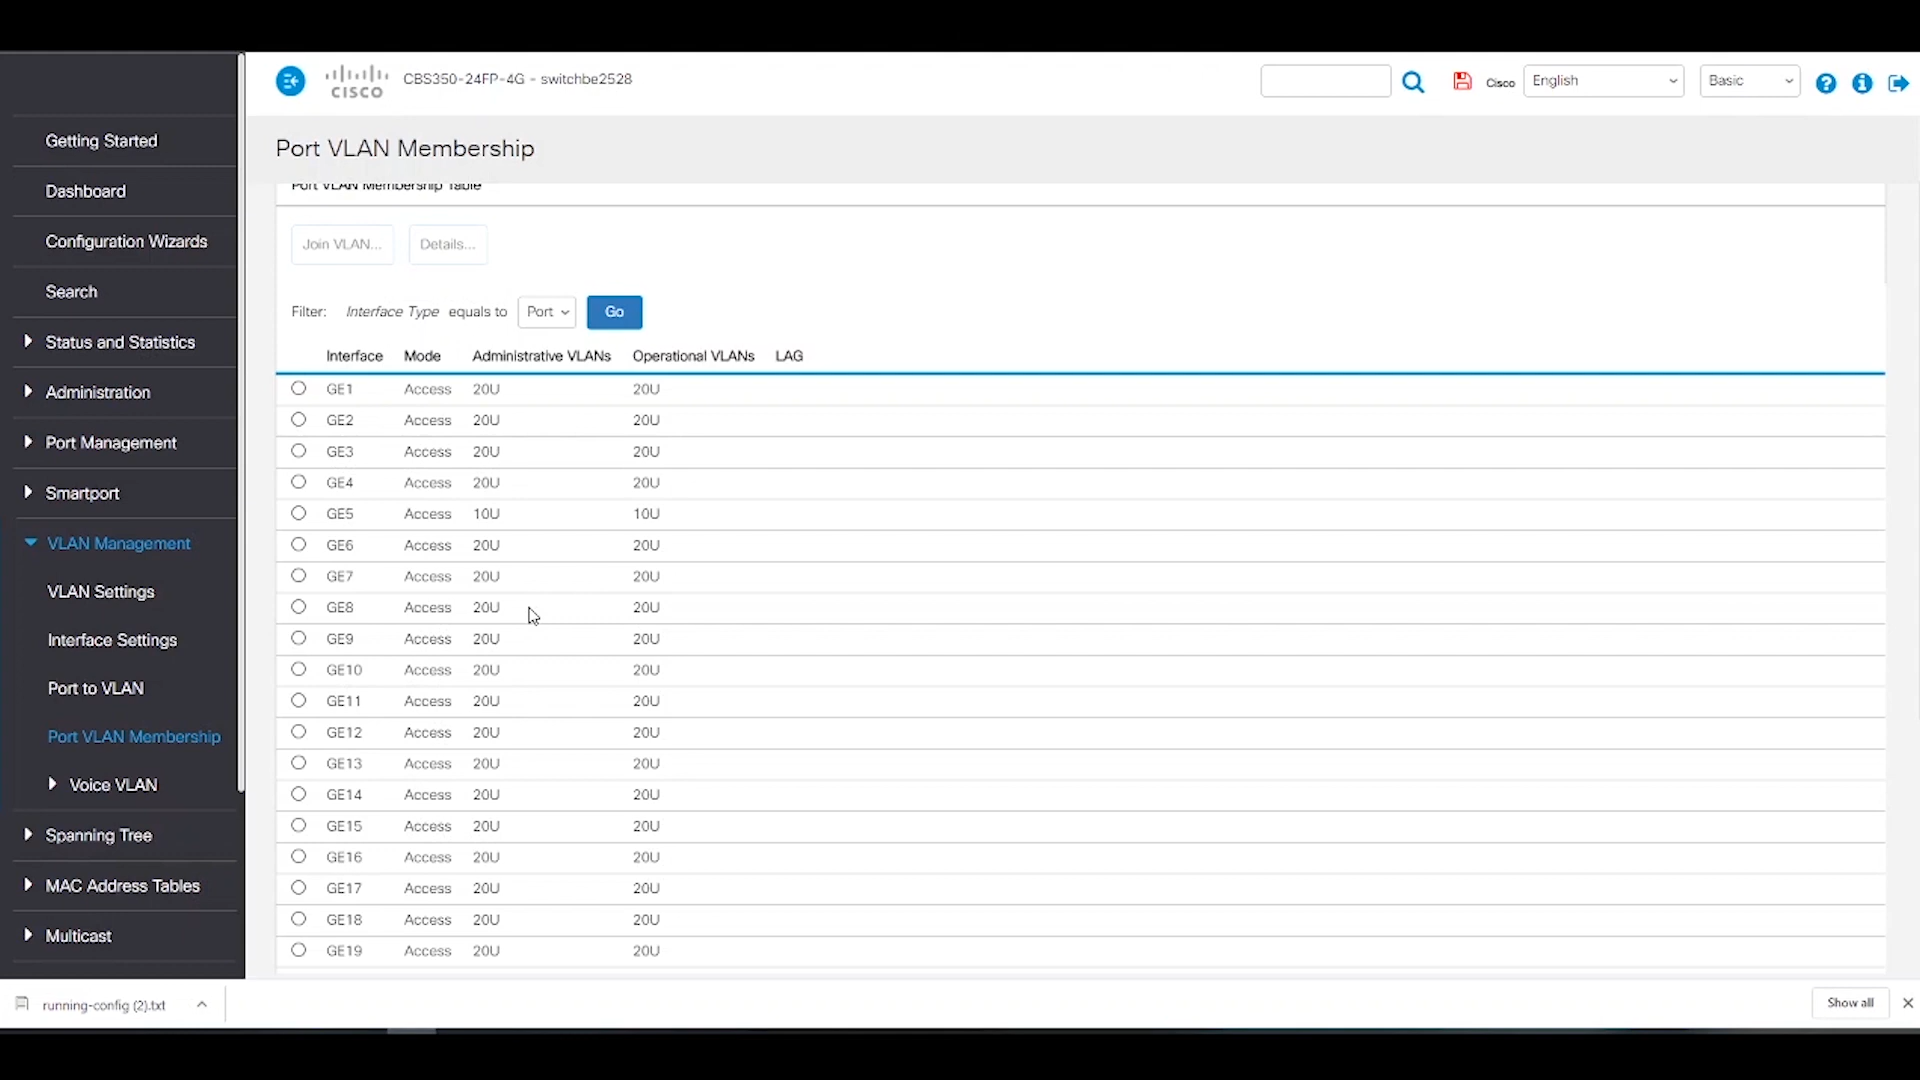 CISCO
CBS350-24FP-4G - switchbe2528
Cisco
English
Basic
Getting Started
Dashboard
Configuration Wizards
Search
Status and Statistics
Administration
Port Management
Smartport
VLAN Management
VLAN Settings
Interface Settings
Port to VLAN
Port VLAN Membership
Voice VLAN
Spanning Tree
MAC Address Tables
Multicast
Port VLAN Membership
Port VLAN Membership Table
Join VLAN...
Details...
Filter: Interface Type equals to Port Go
Interface Mode Administrative VLANs Operational VLANs LAG
GE1 Access 20U 20U
GE2 Access 20U 20U
GE3 Access 20U 20U
GE4 Access 20U 20U
GE5 Access 10U 10U
GE6 Access 20U 20U
GE7 Access 20U 20U
GE8 Access 20U 20U
GE9 Access 20U 20U
GE10 Access 20U 20U
GE11 Access 20U 20U
GE12 Access 20U 20U
GE13 Access 20U 20U
GE14 Access 20U 20U
GE15 Access 20U 20U
GE16 Access 20U 20U
GE17 Access 20U 20U
GE18 Access 20U 20U
GE19 Access 20U 20U
running-config (2).txt
Show all